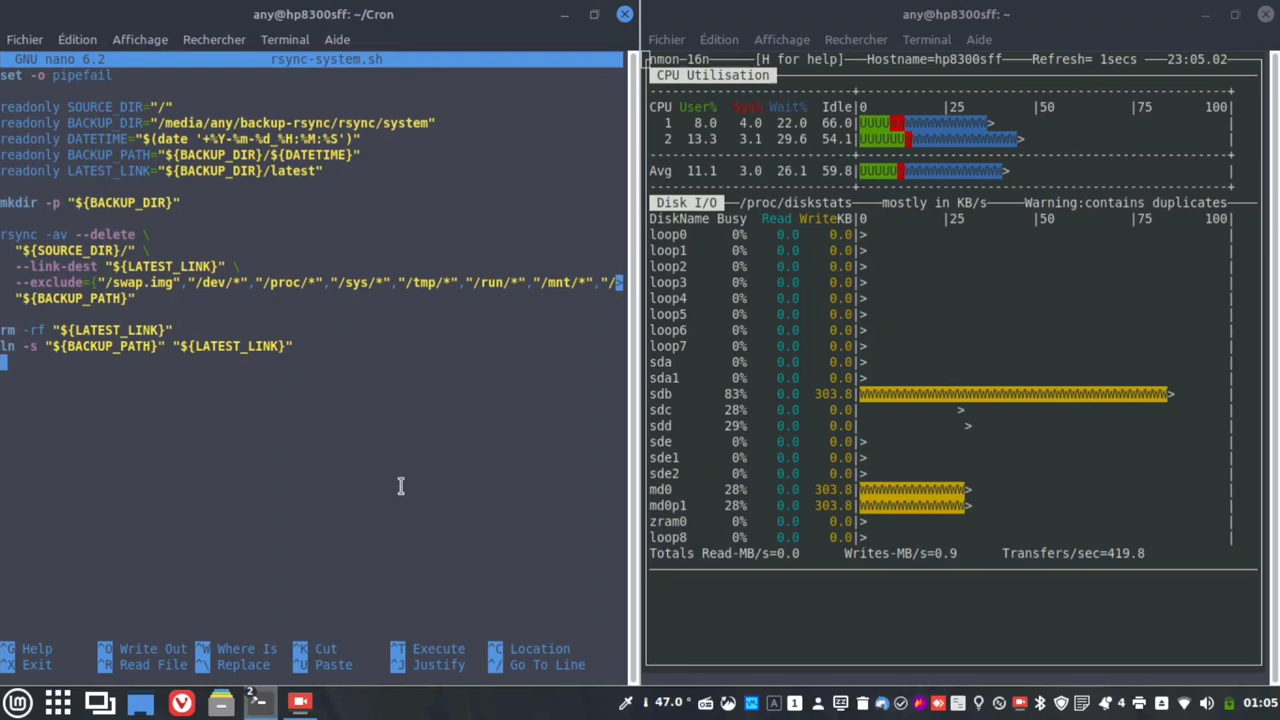 any@hp8300sff: ~/Cron
Fichier Édition Affichage Rechercher Terminal Aide
GNU nano 6.2 rsync-system.sh
set -o pipefail
readonly SOURCE_DIR="/"
readonly BACKUP_DIR="/media/any/backup-rsync/rsync/system"
readonly DATETIME="$(date '+%Y-%m-%d_%H:%M:%S')"
readonly BACKUP_PATH="${BACKUP_DIR}/${DATETIME}"
readonly LATEST_LINK="${BACKUP_DIR}/latest"
mkdir -p "${BACKUP_DIR}"
rsync -av --delete \
"${SOURCE_DIR}/" \
--link-dest "${LATEST_LINK}" \
--exclude={"/swap.img","/dev/*","/proc/*","/sys/*","/tmp/*","/run/*","/mnt/*","/>
"${BACKUP_PATH}"
rm -rf "${LATEST_LINK}"
ln -s "${BACKUP_PATH}" "${LATEST_LINK}"
^G Help ^O Write Out ^W Where Is ^K Cut ^T Execute ^C Location
^X Exit ^R Read File ^\ Replace ^U Paste ^J Justify ^/ Go To Line
any@hp8300sff: ~
Fichier Édition Affichage Rechercher Terminal Aide
nmon-16n [H for help] Hostname=hp8300sff Refresh= 1secs 23:05.02
CPU Utilisation
CPU User% Sys% Wait% Idle|0 |25 |50 |75 100|
1 8.0 4.0 22.0 66.0|UUUU WWWWWWWWWWW>
2 13.3 3.1 29.6 54.1|UUUUUU WWWWWWWWWWWWWW>
Avg 11.1 3.0 26.1 59.8|UUUUU WWWWWWWWWWWWW>
Disk I/O /proc/diskstats mostly in KB/s Warning:contains duplicates
DiskName Busy Read WriteKB|0 |25 |50 |75 100|
loop0 0% 0.0 0.0|>
loop1 0% 0.0 0.0|>
loop2 0% 0.0 0.0|>
loop3 0% 0.0 0.0|>
loop4 0% 0.0 0.0|>
loop5 0% 0.0 0.0|>
loop6 0% 0.0 0.0|>
loop7 0% 0.0 0.0|>
sda 0% 0.0 0.0|>
sda1 0% 0.0 0.0|>
sdb 83% 0.0 303.8|WWWWWWWWWWWWWWWWWWWWWWWWWWWWWWWWWWWWWWWWW>
sdc 28% 0.0 0.0| >
sdd 29% 0.0 0.0| >
sde 0% 0.0 0.0|>
sde1 0% 0.0 0.0|>
sde2 0% 0.0 0.0|>
md0 28% 0.0 303.8|WWWWWWWWWWWWWW>
md0p1 28% 0.0 303.8|WWWWWWWWWWWWWW>
zram0 0% 0.0 0.0|>
loop8 0% 0.0 0.0|>
Totals Read-MB/s=0.0 Writes-MB/s=0.9 Transfers/sec=419.8
2 47.0° A 1 4 01:05